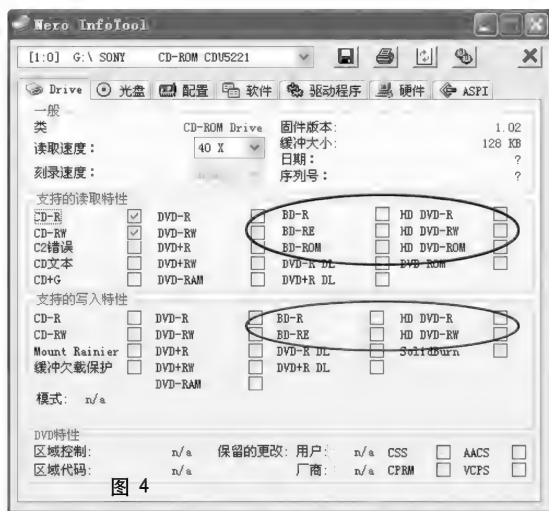 Nero InfoTool
[1:0] G:\ SONY CD-ROM CDU5221
Drive 光盘 配置 软件 驱动程序 硬件 ASPI
一般
类 CD-ROM Drive 固件版本: 1.02
读取速度： 40 X 缓冲大小: 128 KB
日期： ?
刻录速度： 序列号： ?
支持的读取特性
CD-R DVD-R BD-R HD DVD-R
CD-RW DVD-RW BD-RE HD DVD-RW
C2错误 DVD+R BD-ROM HD DVD-ROM
CD文本 DVD+RW DVD-R DL DVD-ROM
CD+G DVD-RAM DVD+R DL
支持的写入特性
CD-R DVD-R BD-R HD DVD-R
CD-RW DVD-RW BD-RE HD DVD-RW
Mount Rainier DVD+R DVD-R DL SolidBurn
缓冲欠载保护 DVD+RW DVD+R DL
DVD-RAM
模式: n/a
DVD特性
区域控制: n/a 保留的更改: 用户: n/a CSS AACS
区域代码: n/a 厂商: n/a CPRM VCPS
图 4